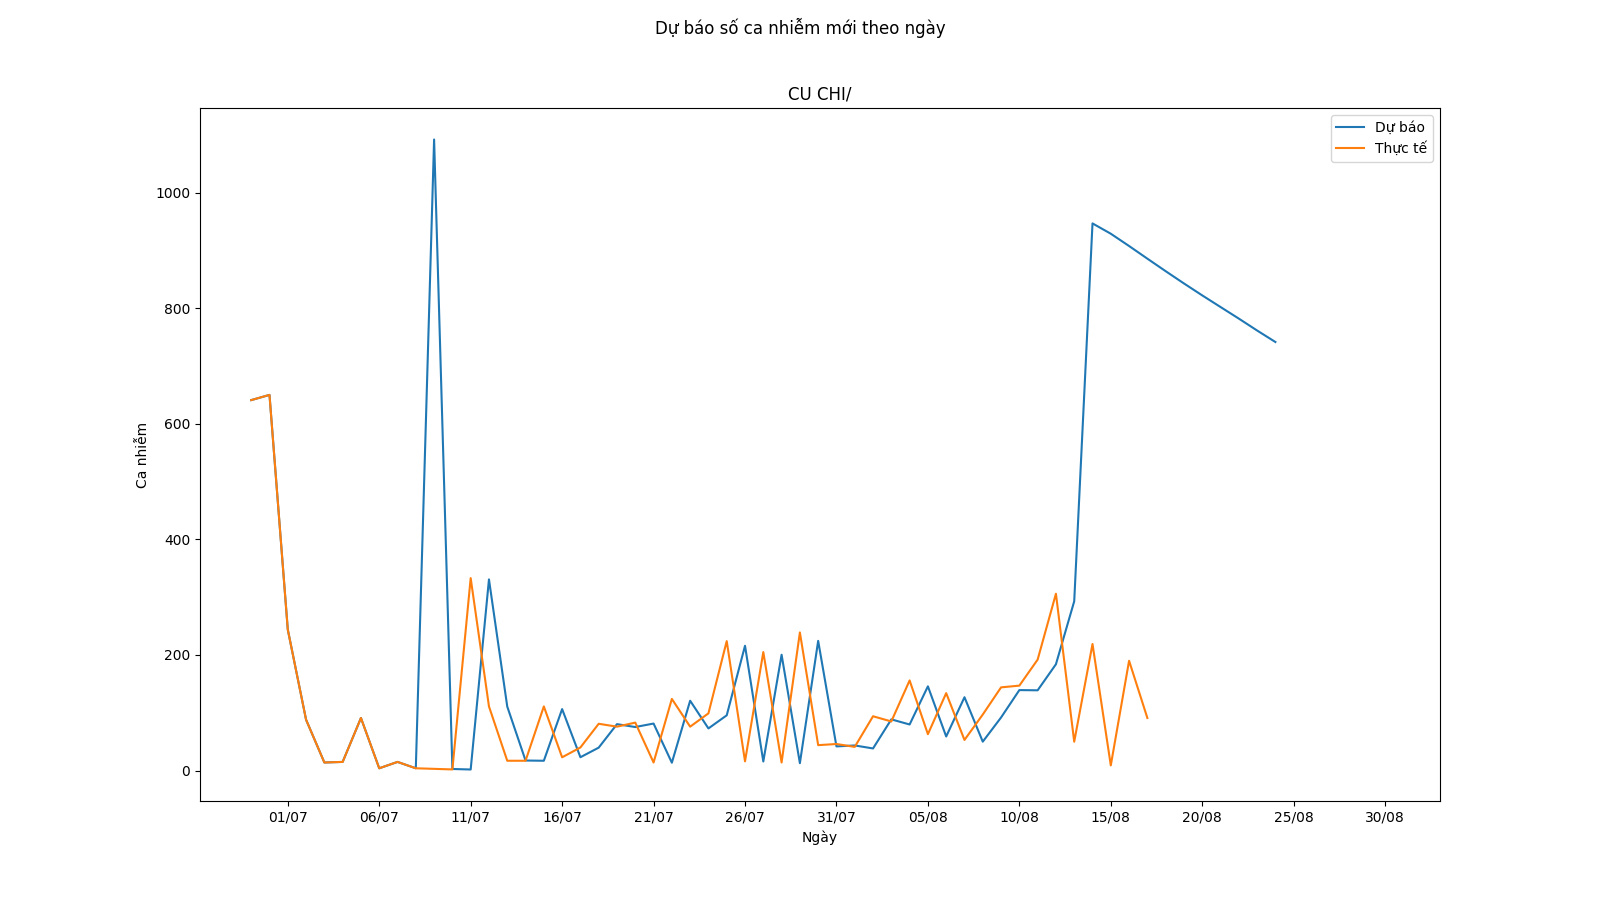 Dự báo số ca nhiễm mới theo ngày
CU CHI/
Dự báo
Thực tế
1000
800
600
400
200
0
Ca nhiễm
01/07 06/07 11/07 16/07 21/07 26/07 31/07 05/08 10/08 15/08 20/08 25/08 30/08
Ngày